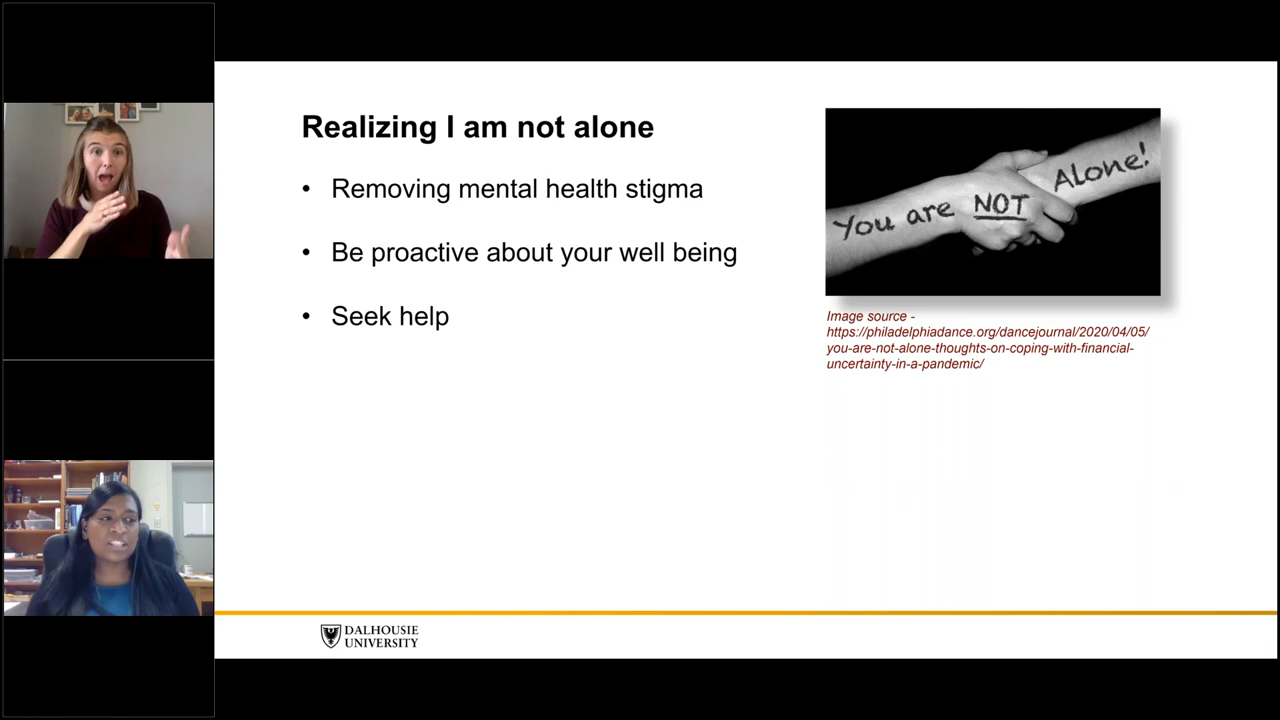 Realizing I am not alone
• Removing mental health stigma
• Be proactive about your well being
• Seek help
You are NOT Alone!
Image source -
https://philadelphiadance.org/dancejournal/2020/04/05/
you-are-not-alone-thoughts-on-coping-with-financial-
uncertainty-in-a-pandemic/
DALHOUSIE
UNIVERSITY